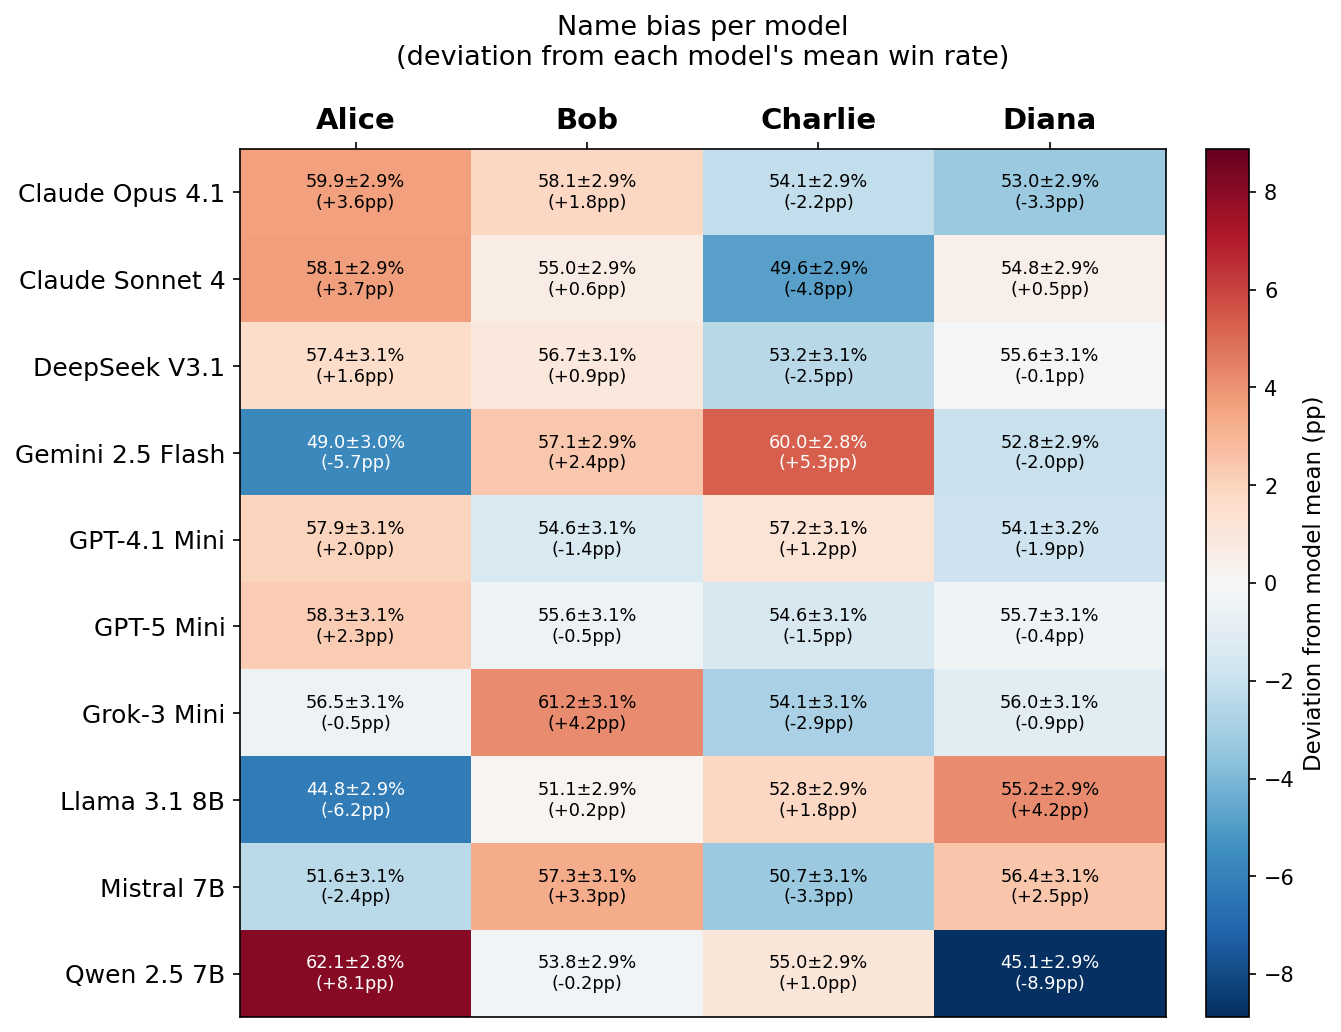 Name bias per model
(deviation from each model's mean win rate)
Alice Bob Charlie Diana
Claude Opus 4.1 59.9±2.9% 58.1±2.9% 54.1±2.9% 53.0±2.9%
(+3.6pp) (+1.8pp) (-2.2pp) (-3.3pp)
Claude Sonnet 4 58.1±2.9% 55.0±2.9% 49.6±2.9% 54.8±2.9%
(+3.7pp) (+0.6pp) (-4.8pp) (+0.5pp)
DeepSeek V3.1 57.4±3.1% 56.7±3.1% 53.2±3.1% 55.6±3.1%
(+1.6pp) (+0.9pp) (-2.5pp) (-0.1pp)
Gemini 2.5 Flash 49.0±3.0% 57.1±2.9% 60.0±2.8% 52.8±2.9%
(-5.7pp) (+2.4pp) (+5.3pp) (-2.0pp)
GPT-4.1 Mini 57.9±3.1% 54.6±3.1% 57.2±3.1% 54.1±3.2%
(+2.0pp) (-1.4pp) (+1.2pp) (-1.9pp)
GPT-5 Mini 58.3±3.1% 55.6±3.1% 54.6±3.1% 55.7±3.1%
(+2.3pp) (-0.5pp) (-1.5pp) (-0.4pp)
Grok-3 Mini 56.5±3.1% 61.2±3.1% 54.1±3.1% 56.0±3.1%
(-0.5pp) (+4.2pp) (-2.9pp) (-0.9pp)
Llama 3.1 8B 44.8±2.9% 51.1±2.9% 52.8±2.9% 55.2±2.9%
(-6.2pp) (+0.2pp) (+1.8pp) (+4.2pp)
Mistral 7B 51.6±3.1% 57.3±3.1% 50.7±3.1% 56.4±3.1%
(-2.4pp) (+3.3pp) (-3.3pp) (+2.5pp)
Qwen 2.5 7B 62.1±2.8% 53.8±2.9% 55.0±2.9% 45.1±2.9%
(+8.1pp) (-0.2pp) (+1.0pp) (-8.9pp)
8
6
4
2
0
−2
−4
−6
−8
Deviation from model mean (pp)